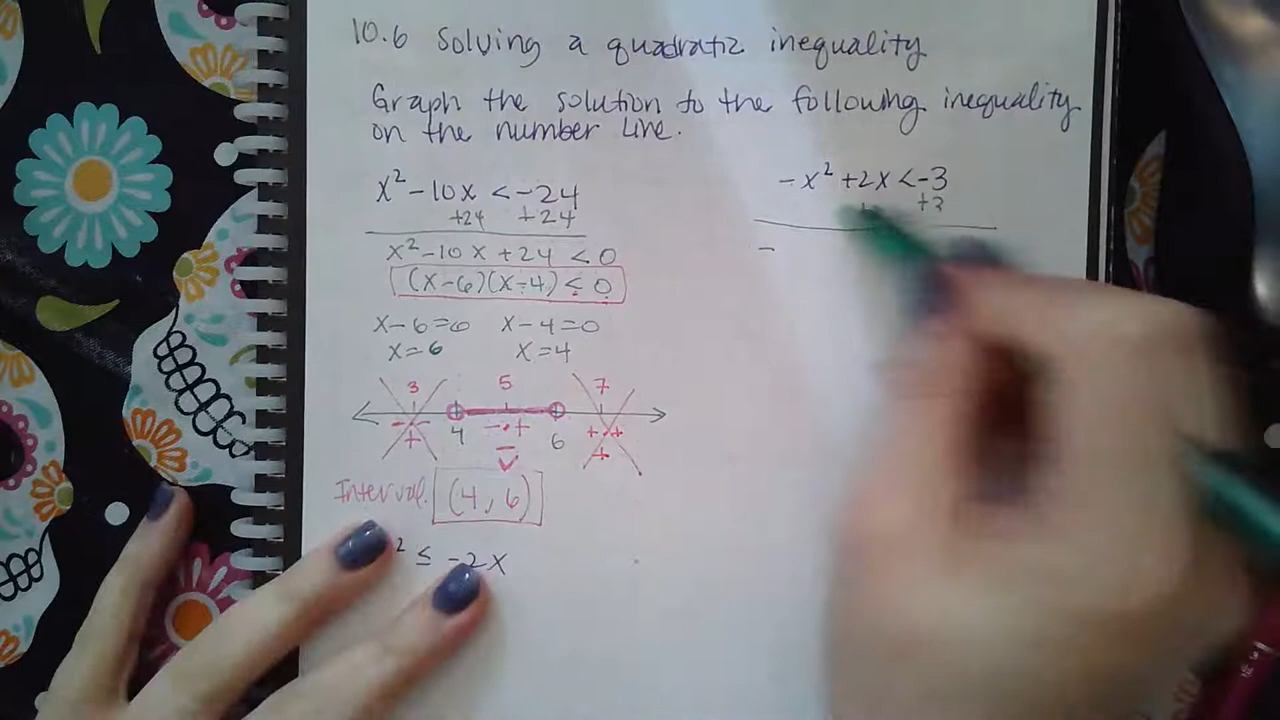 10.6 Solving a quadratic inequality
Graph the solution to the following inequality
on the number line.
x² - 10x < -24
+24 +24
x² - 10x + 24 < 0
(x-6)(x-4) < 0
x-6=0 x-4=0
x=6 x=4
3 5 7
- - 4 - · + 6 + · +
+ - +
Interval: (4, 6)
² ≤ -2x
-x² + 2x < -3
+3
-